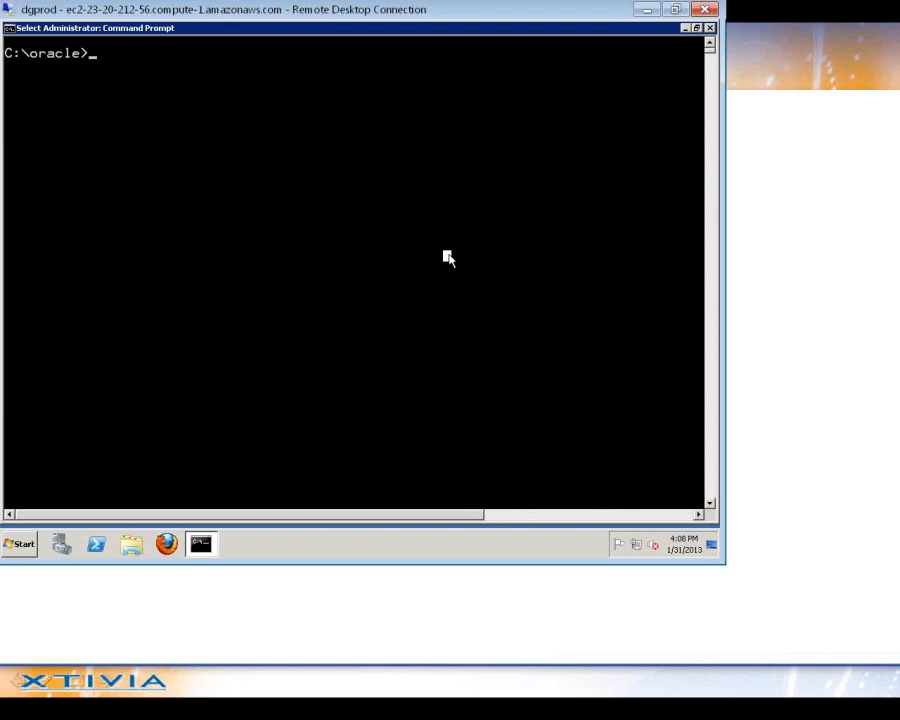 dgprod - ec2-23-20-212-56.compute-1.amazonaws.com - Remote Desktop Connection
Select Administrator: Command Prompt
C:\oracle>_
Start
4:08 PM
1/31/2013
XTIVIA